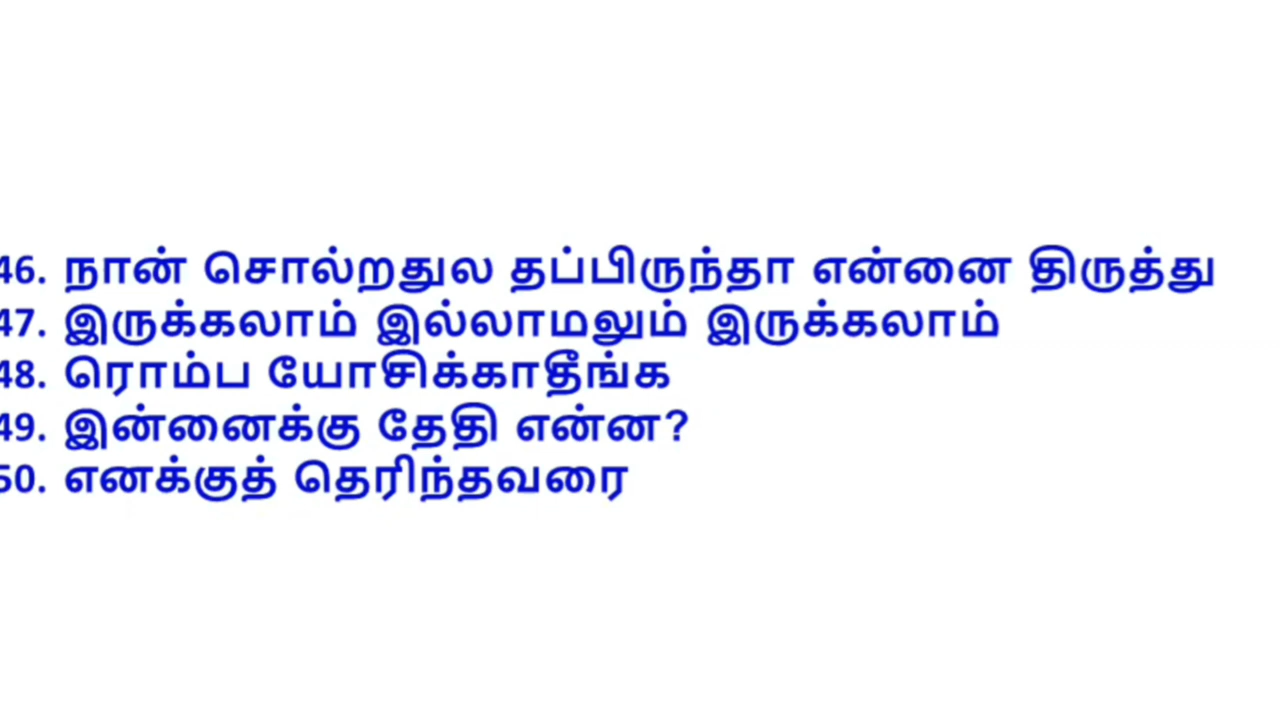 46. நான் சொல்றதுல தப்பிருந்தா என்னை திருத்து
47. இருக்கலாம் இல்லாமலும் இருக்கலாம்
48. ரொம்ப யோசிக்காதீங்க
49. இன்னைக்கு தேதி என்ன?
50. எனக்குத் தெரிந்தவரை